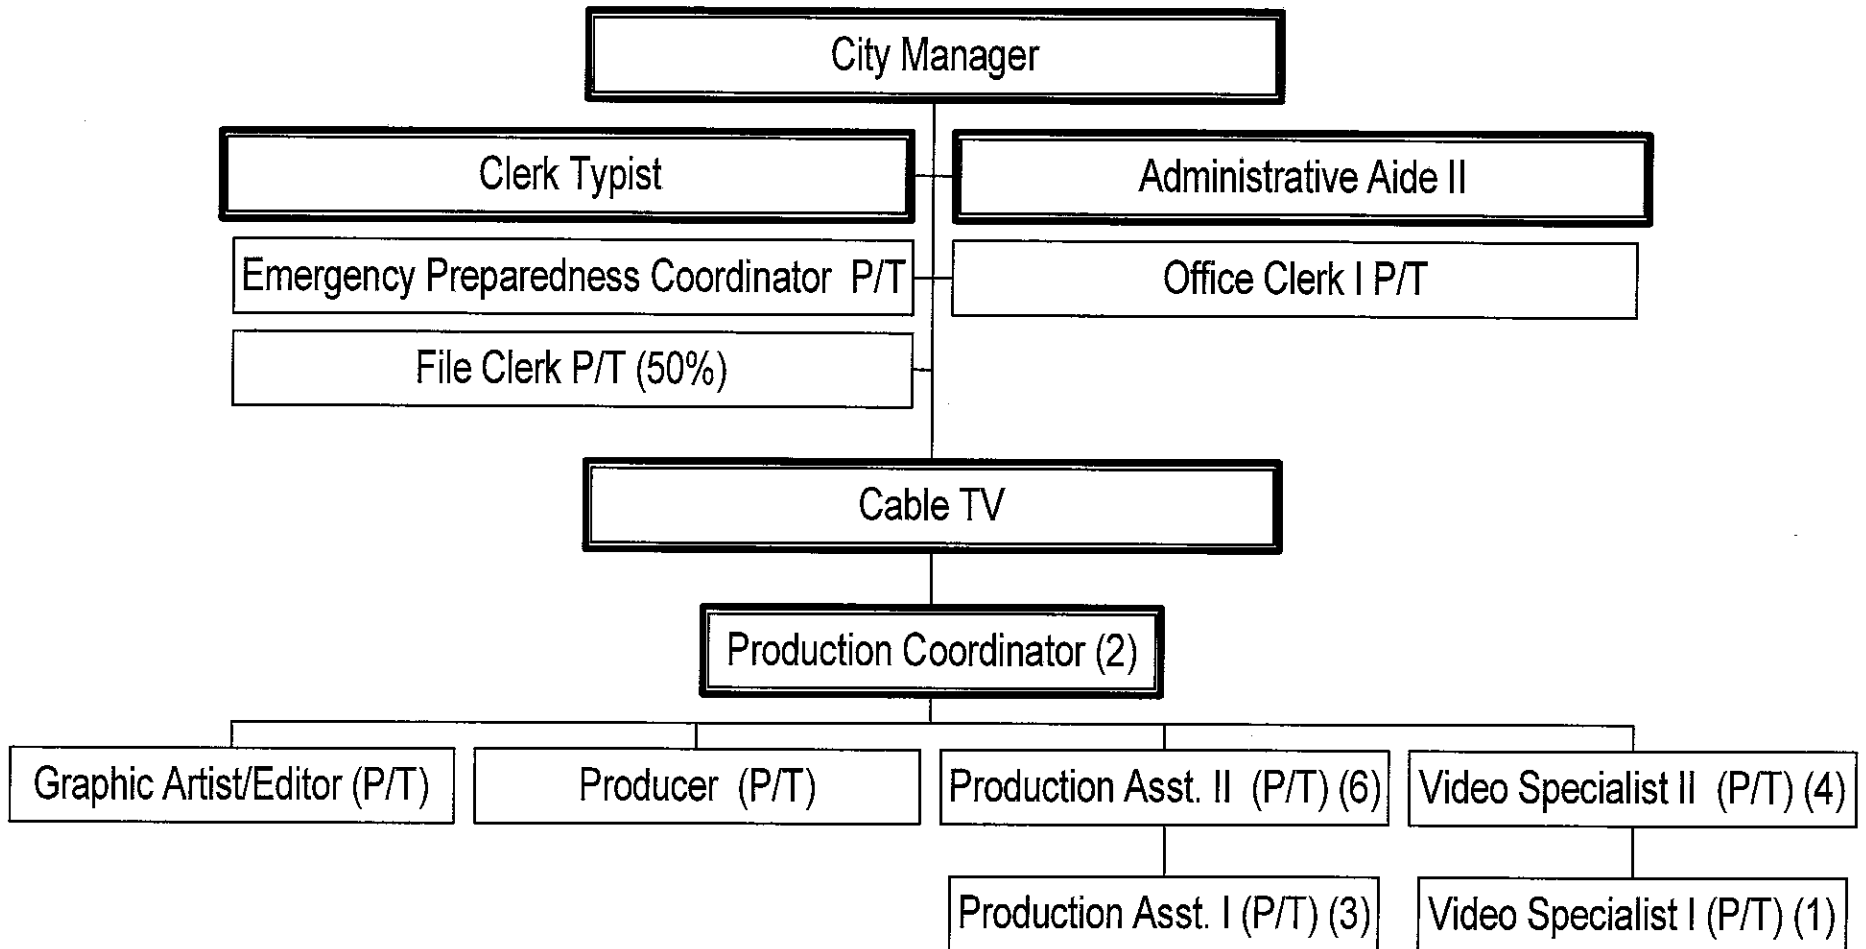 City Manager
Clerk Typist
Administrative Aide II
Emergency Preparedness Coordinator P/T
Office Clerk I P/T
File Clerk P/T (50%)
Cable TV
Production Coordinator (2)
Graphic Artist/Editor (P/T)
Producer (P/T)
Production Asst. II (P/T) (6)
Video Specialist II (P/T) (4)
Production Asst. I (P/T) (3)
Video Specialist I (P/T) (1)